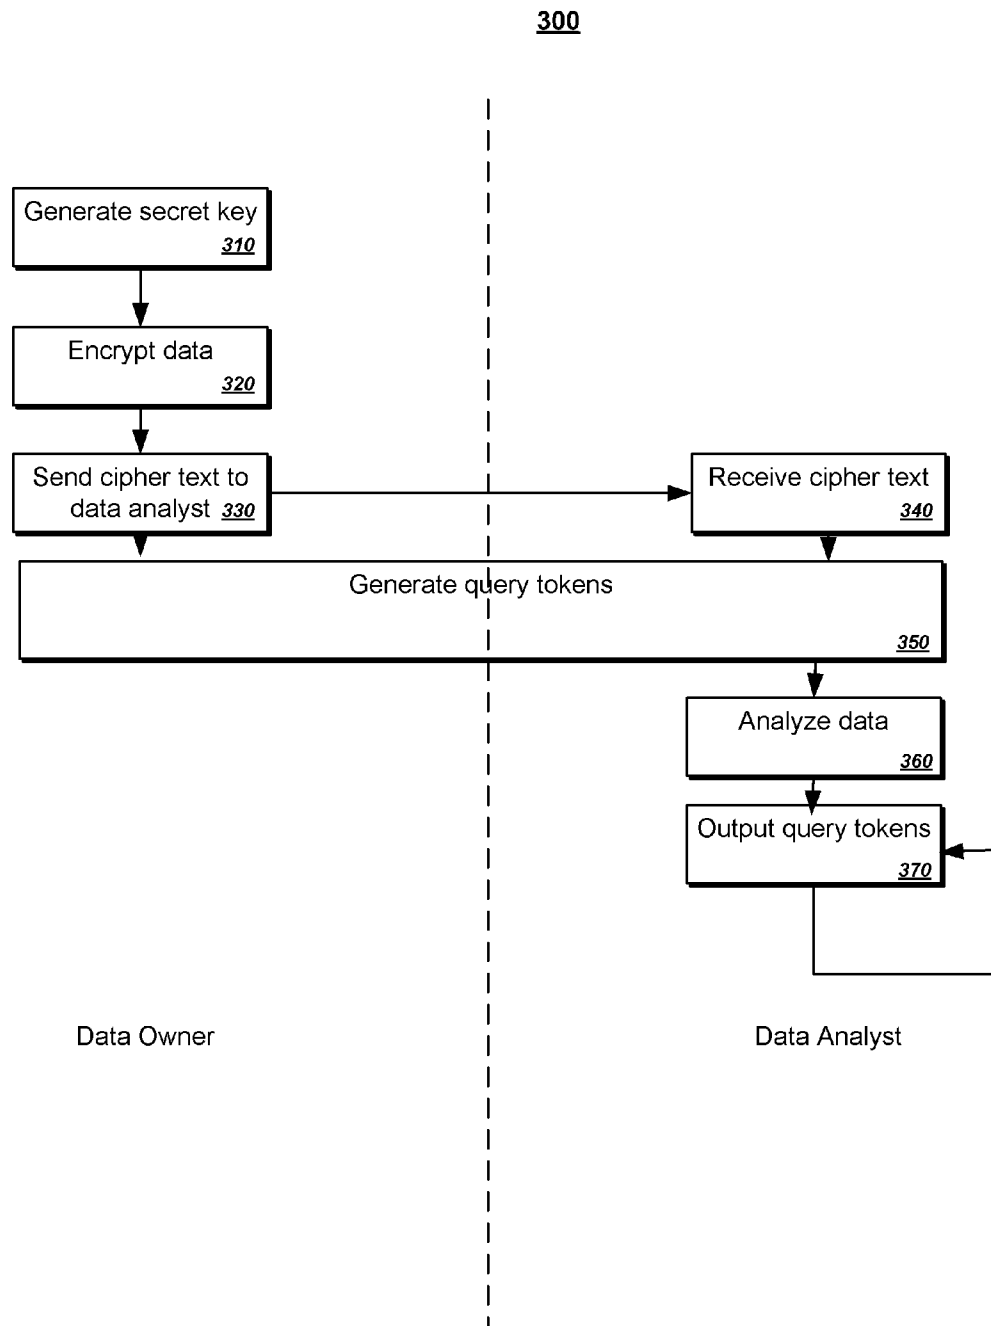 300
Generate secret key
310
Encrypt data
320
Send cipher text to
data analyst 330
Receive cipher text
340
Generate query tokens
350
Analyze data
360
Output query tokens
370
Data Owner
Data Analyst